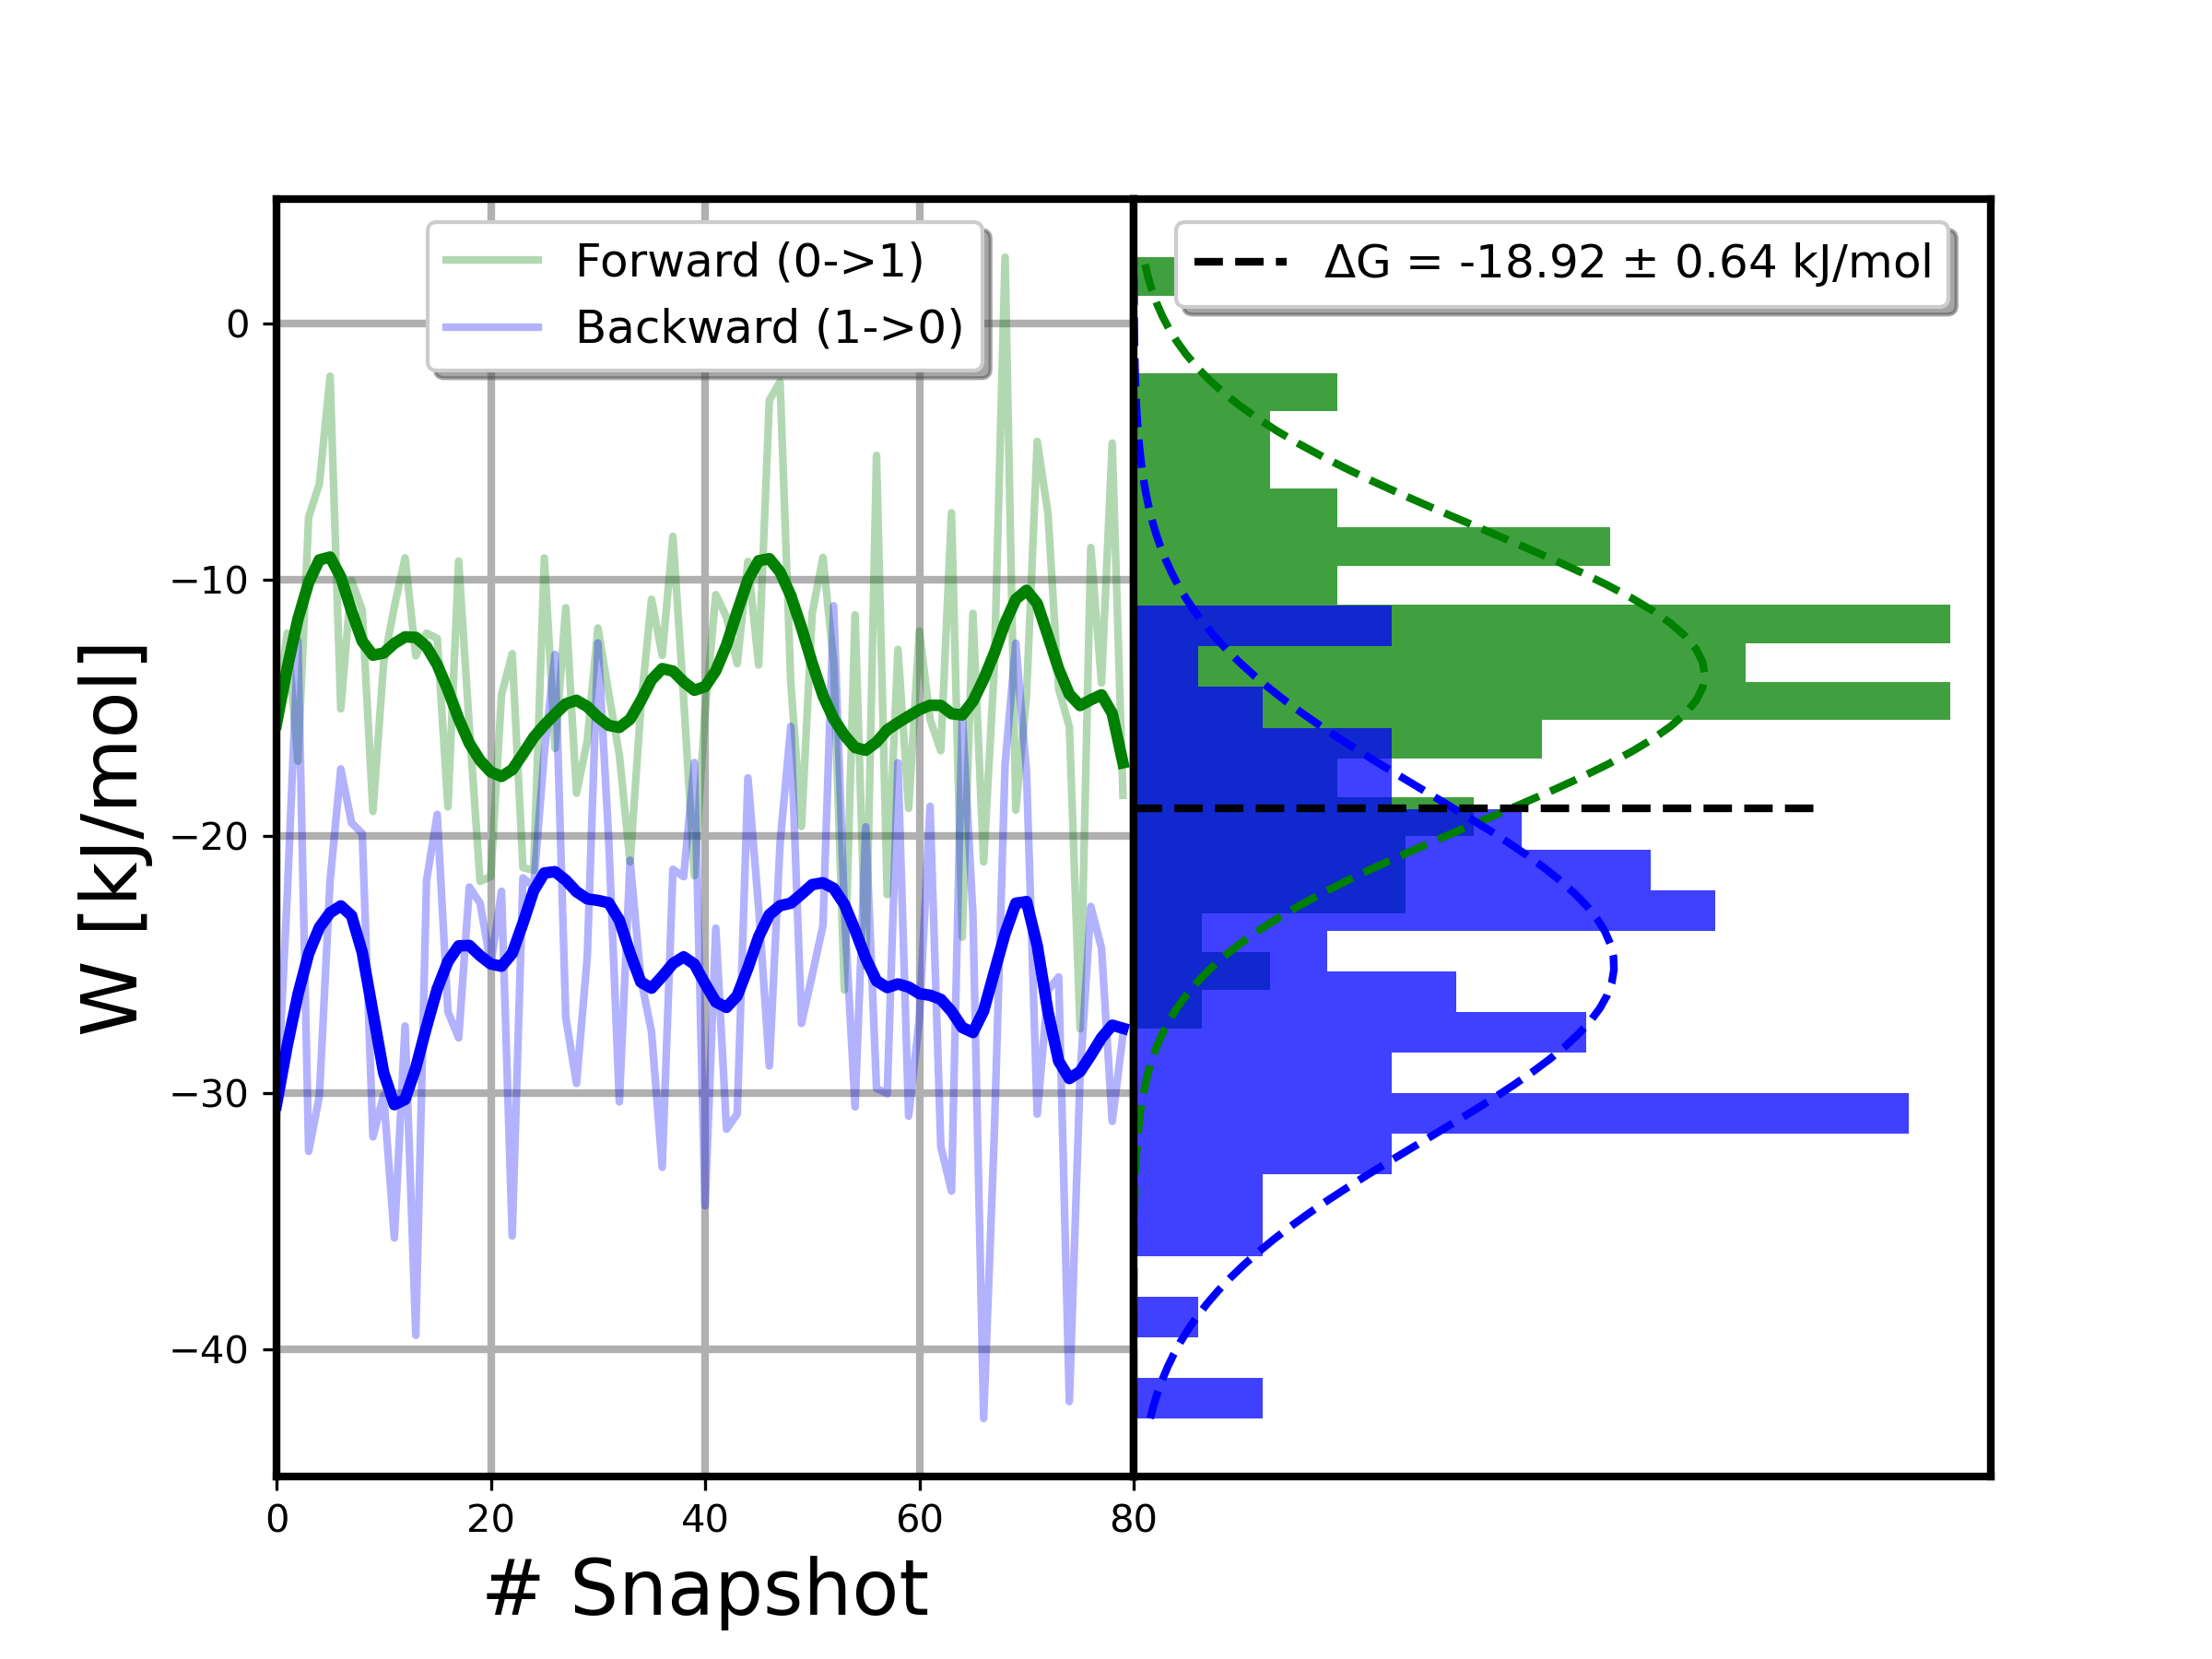 Forward (0->1)
Backward (1->0)
ΔG = -18.92 ± 0.64 kJ/mol
W [kJ/mol]
0
−10
−20
−30
−40
0 20 40 60 80
# Snapshot